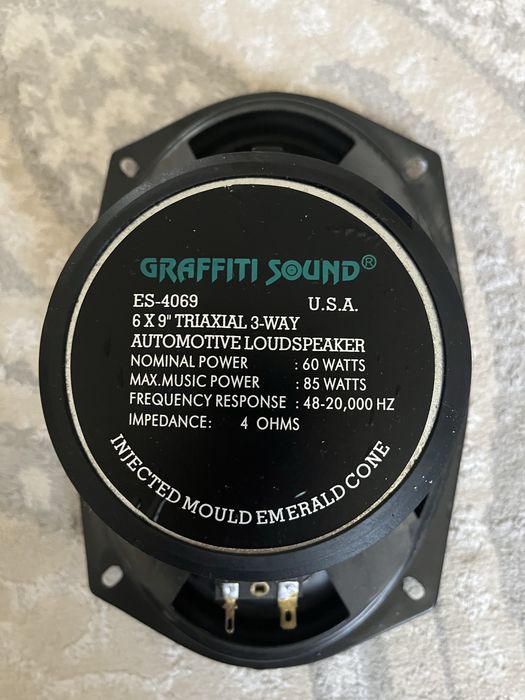 GRAFFITI SOUND®
ES-4069 U.S.A.
6 X 9" TRIAXIAL 3-WAY
AUTOMOTIVE LOUDSPEAKER
NOMINAL POWER : 60 WATTS
MAX.MUSIC POWER : 85 WATTS
FREQUENCY RESPONSE : 48-20,000 HZ
IMPEDANCE: 4 OHMS
INJECTED MOULD EMERALD CONE